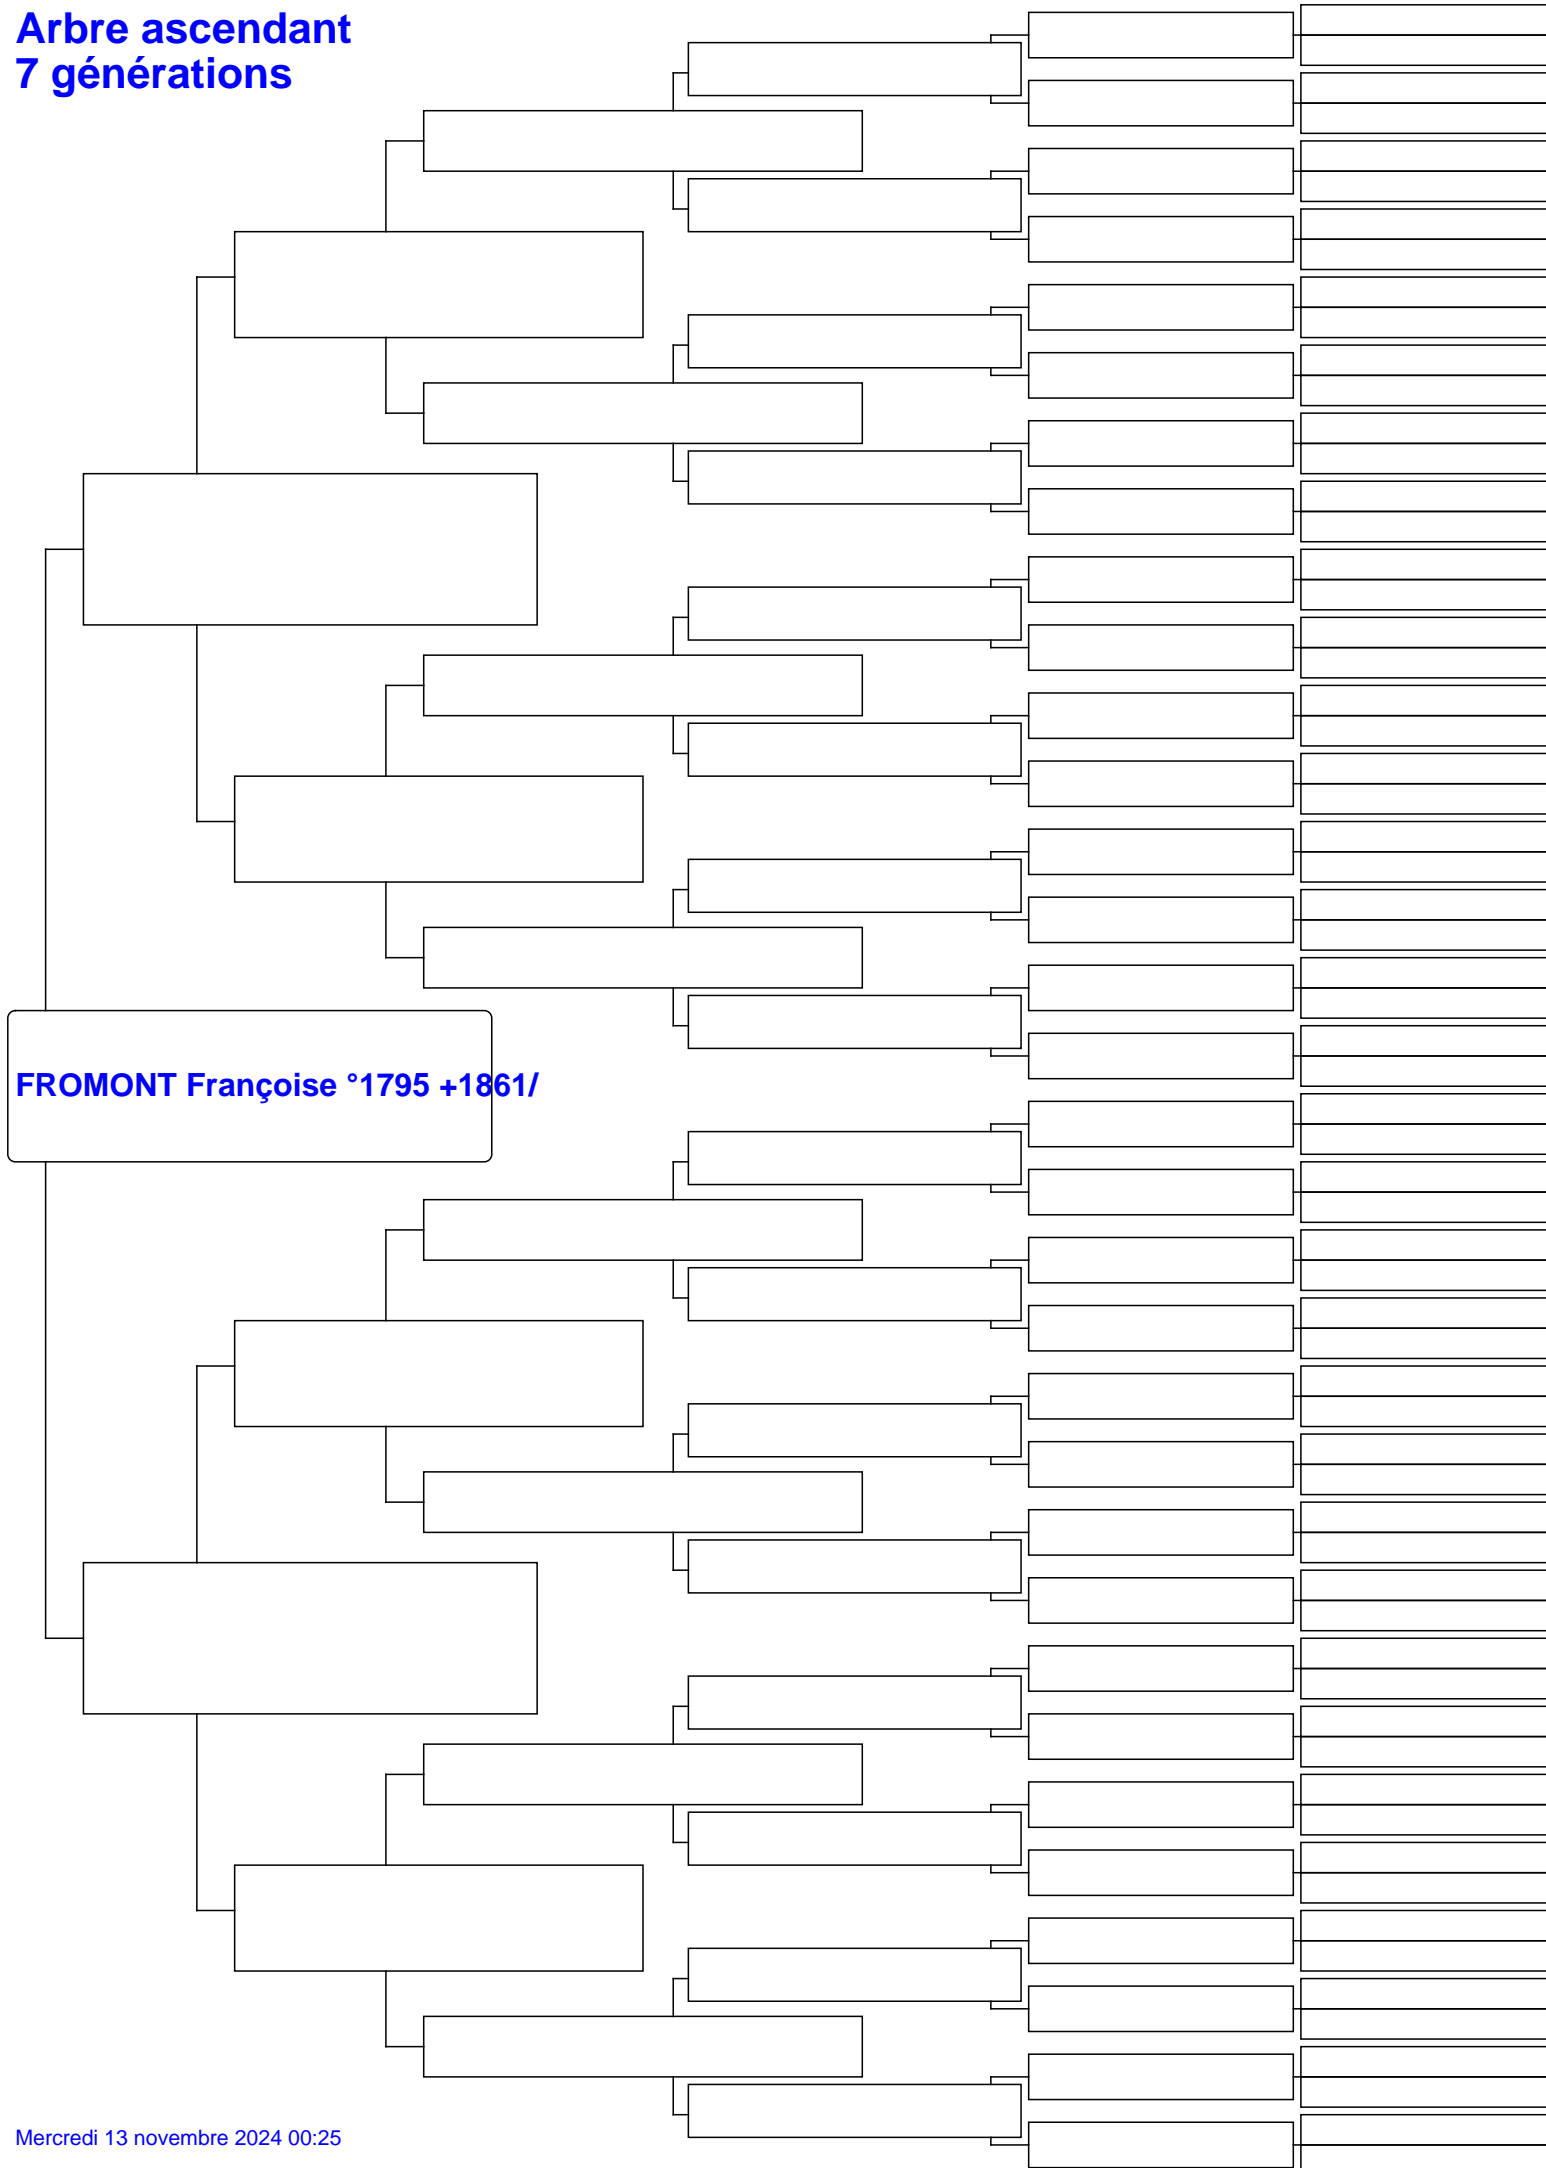 Arbre ascendant
7 générations
FROMONT Françoise °1795 +1861/
Mercredi 13 novembre 2024 00:25